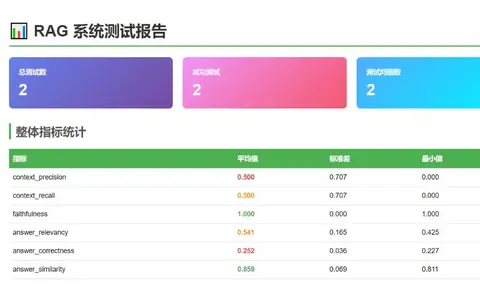 RAG 系统测试报告
总测试数 成功测试 测试问题数
2 2 2
整体指标统计
指标 平均值 标准差 最小值
context_precision 0.500 0.707 0.000
context_recall 0.500 0.707 0.000
faithfulness 1.000 0.000 1.000
answer_relevancy 0.541 0.165 0.425
answer_correctness 0.252 0.036 0.227
answer_similarity 0.859 0.069 0.811